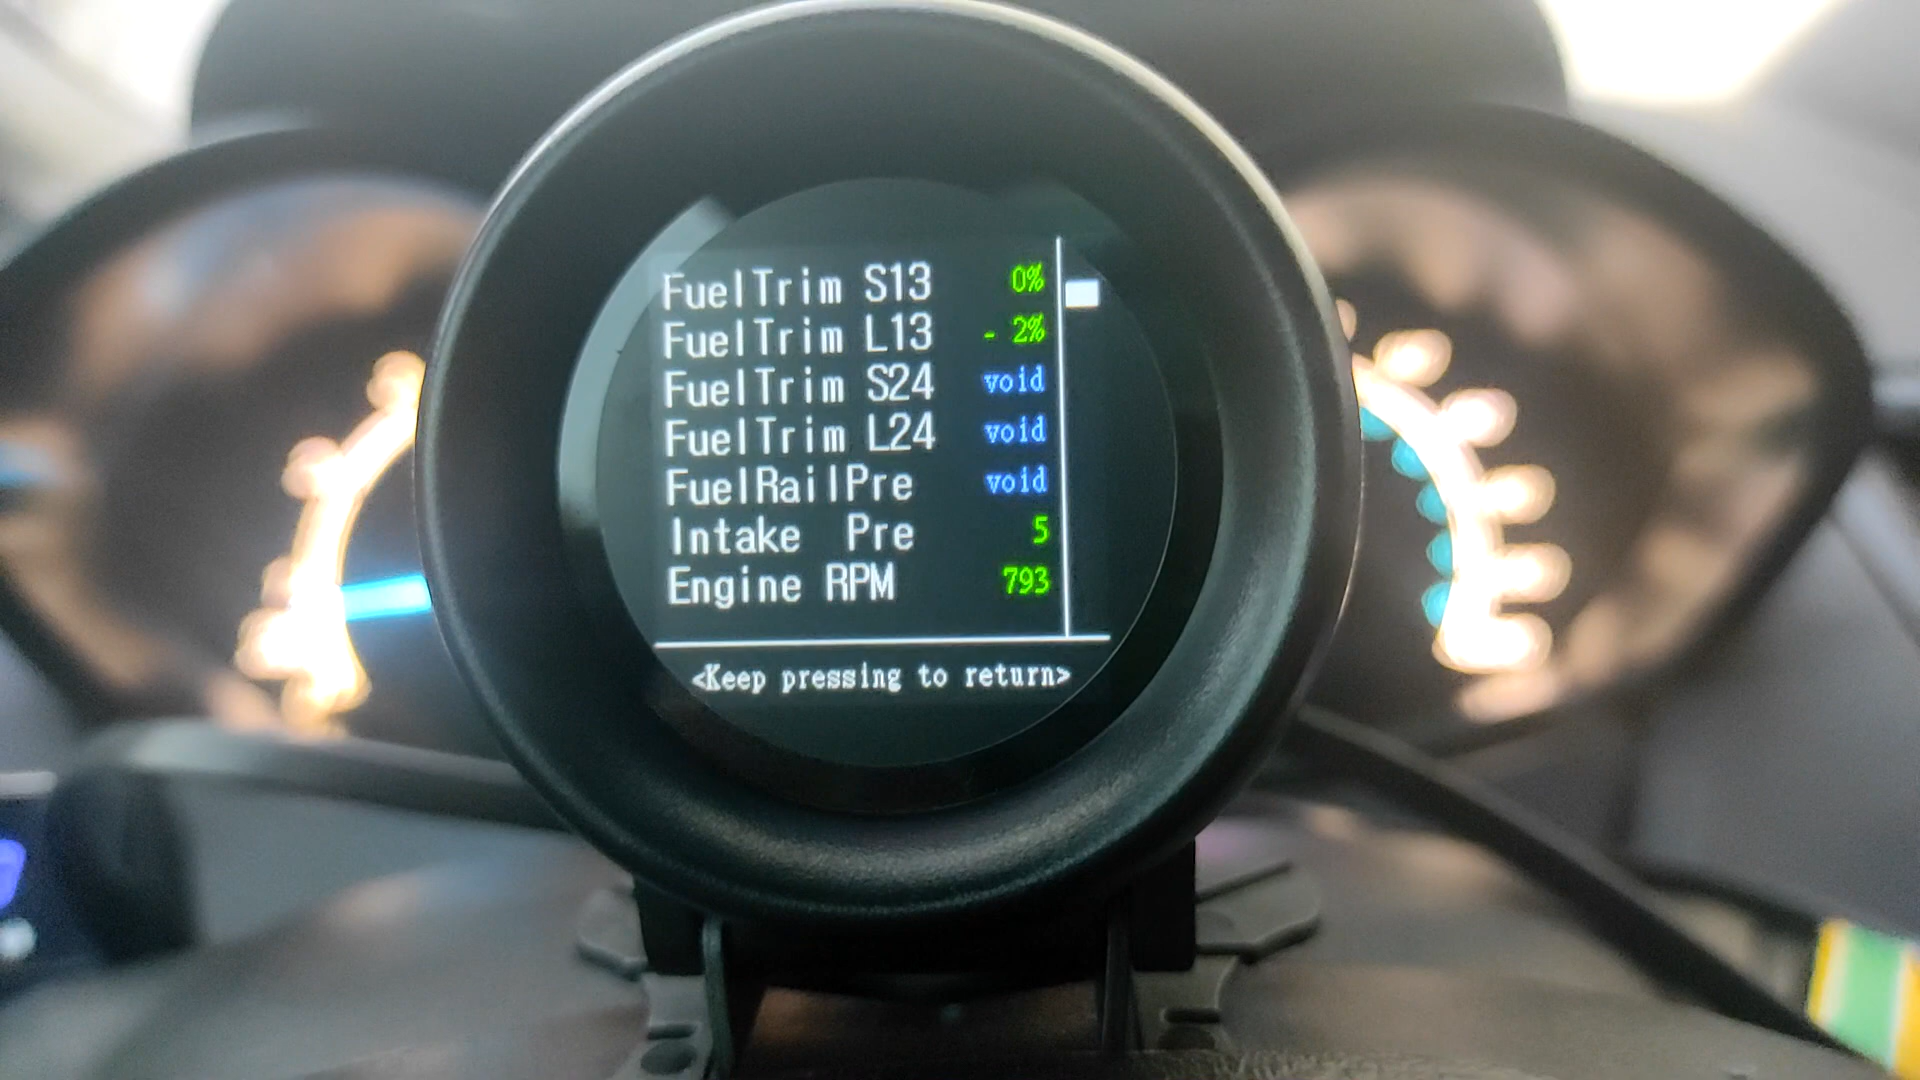 FuelTrim S13 0%
FuelTrim L13 - 2%
FuelTrim S24 void
FuelTrim L24 void
FuelRailPre void
Intake Pre 5
Engine RPM 793
<Keep pressing to return>